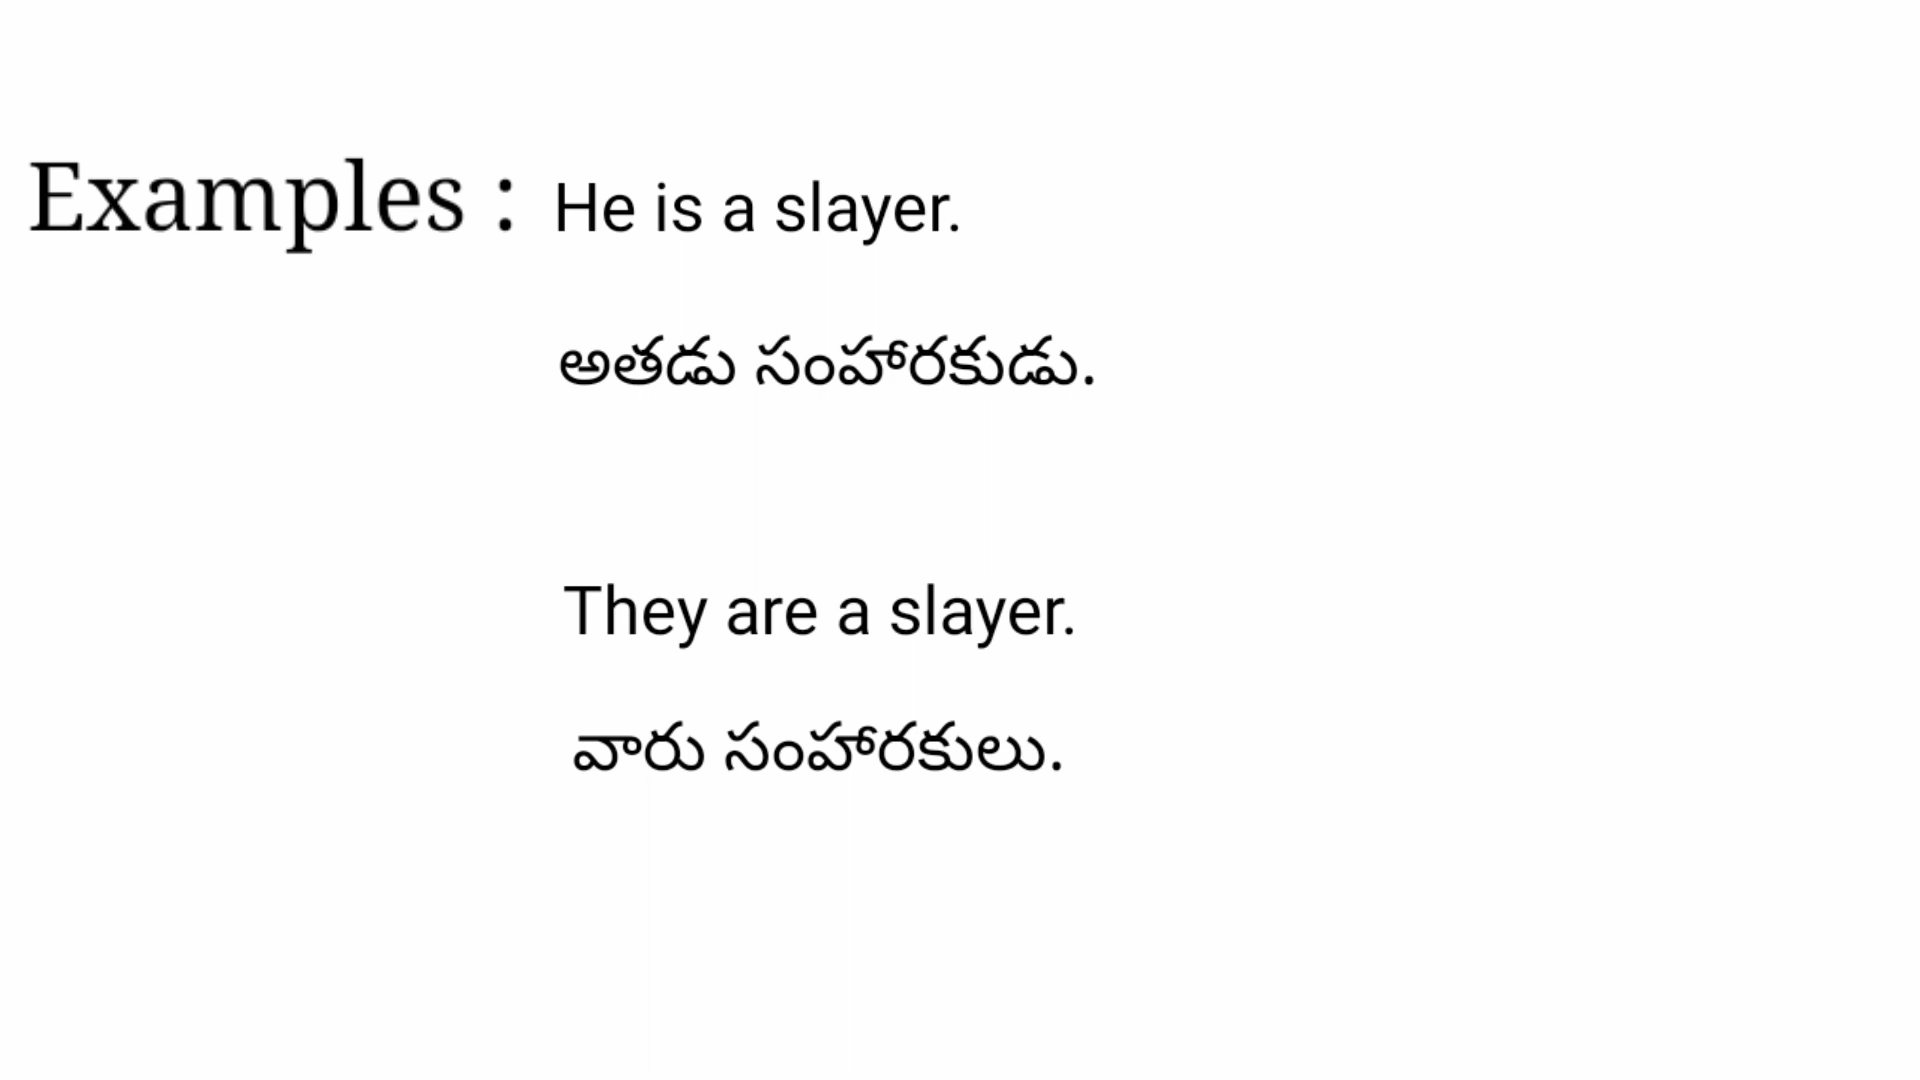 Examples : He is a slayer.
అతడు సంహారకుడు.
They are a slayer.
వారు సంహారకులు.